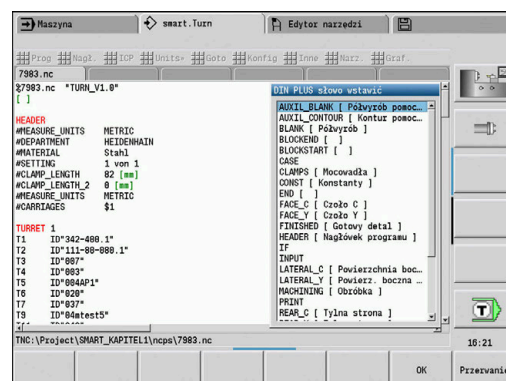 Maszyna
smart.Turn
Edytor narzędzi
Prog Nagł. ICP Units» Goto Konfig Inne Narz. Graf.
7983.nc
%7983.nc "TURN_V1.0"
[ ]
HEADER
#MEASURE_UNITS METRIC
#DEPARTMENT HEIDENHAIN
#MATERIAL Stahl
#SETTING 1 von 1
#CLAMP_LENGTH 82 [mm]
#CLAMP_LENGTH_2 0 [mm]
#MEASURE_UNITS METRIC
#CARRIAGES $1
TURRET 1
T1 ID"342-400.1"
T2 ID"111-80-080.1"
T3 ID"007"
T4 ID"003"
T5 ID"004AP1"
T6 ID"020"
T7 ID"037"
T9 ID"04mtest5"
DIN PLUS słowo wstawić
AUXIL_BLANK [ Półwyrób pomoc…
AUXIL_CONTOUR [ Kontur pomoc…
BLANK [ Półwyrób ]
BLOCKEND [ ]
BLOCKSTART [ ]
CASE
CLAMPS [ Mocowadła ]
CONST [ Konstanty ]
END [ ]
FACE_C [ Czoło C ]
FACE_Y [ Czoło Y ]
FINISHED [ Gotowy detal ]
HEADER [ Nagłówek programu ]
IF
INPUT
LATERAL_C [ Powierzchnia boc…
LATERAL_Y [ Powierz. boczna …
MACHINING [ Obróbka ]
PRINT
REAR_C [ Tylna strona ]
TNC:\Project\SMART_KAPITEL1\ncps\7983.nc
T
16:21
OK
Przerwanie